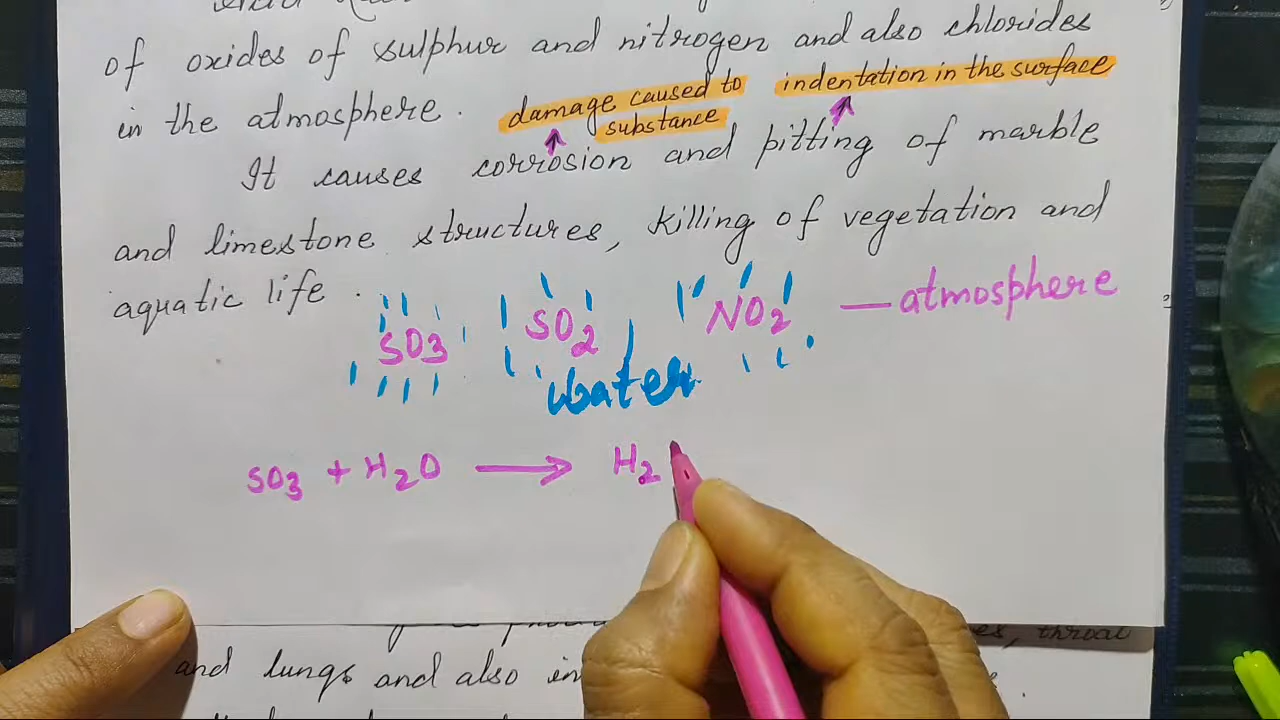 of oxides of sulphur and nitrogen and also chlorides
in the atmosphere. damage caused to substance indentation in the surface
It causes corrosion and pitting of marble
and limestone structures, killing of vegetation and
aquatic life.
SO3 SO2 NO2 — atmosphere
water
SO3 + H2O → H2
throat
and lungs and also in